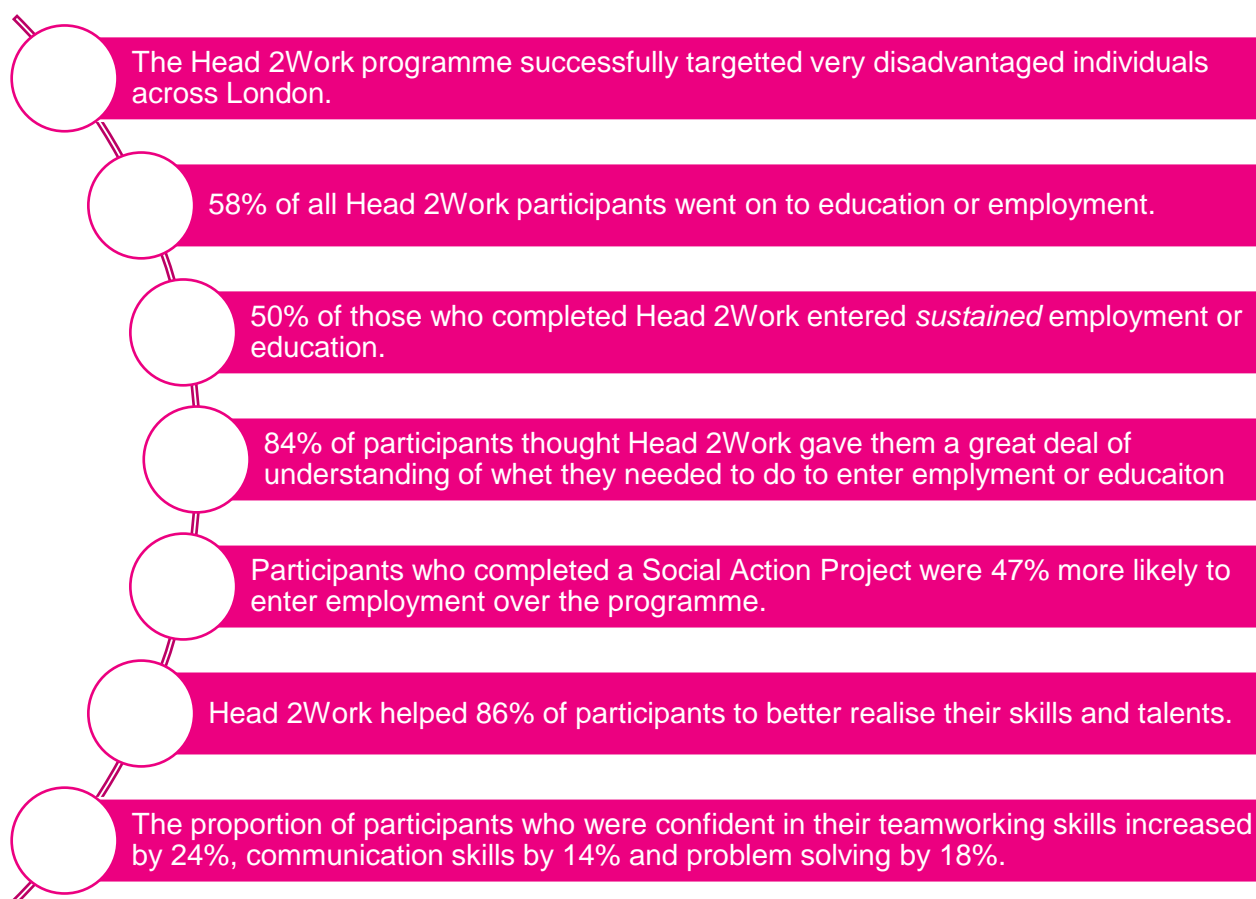 The Head 2Work programme successfully targetted very disadvantaged individuals
across London.
58% of all Head 2Work participants went on to education or employment.
50% of those who completed Head 2Work entered sustained employment or
education.
84% of participants thought Head 2Work gave them a great deal of
understanding of whet they needed to do to enter emplyment or educaiton
Participants who completed a Social Action Project were 47% more likely to
enter employment over the programme.
Head 2Work helped 86% of participants to better realise their skills and talents.
The proportion of participants who were confident in their teamworking skills increased
by 24%, communication skills by 14% and problem solving by 18%.